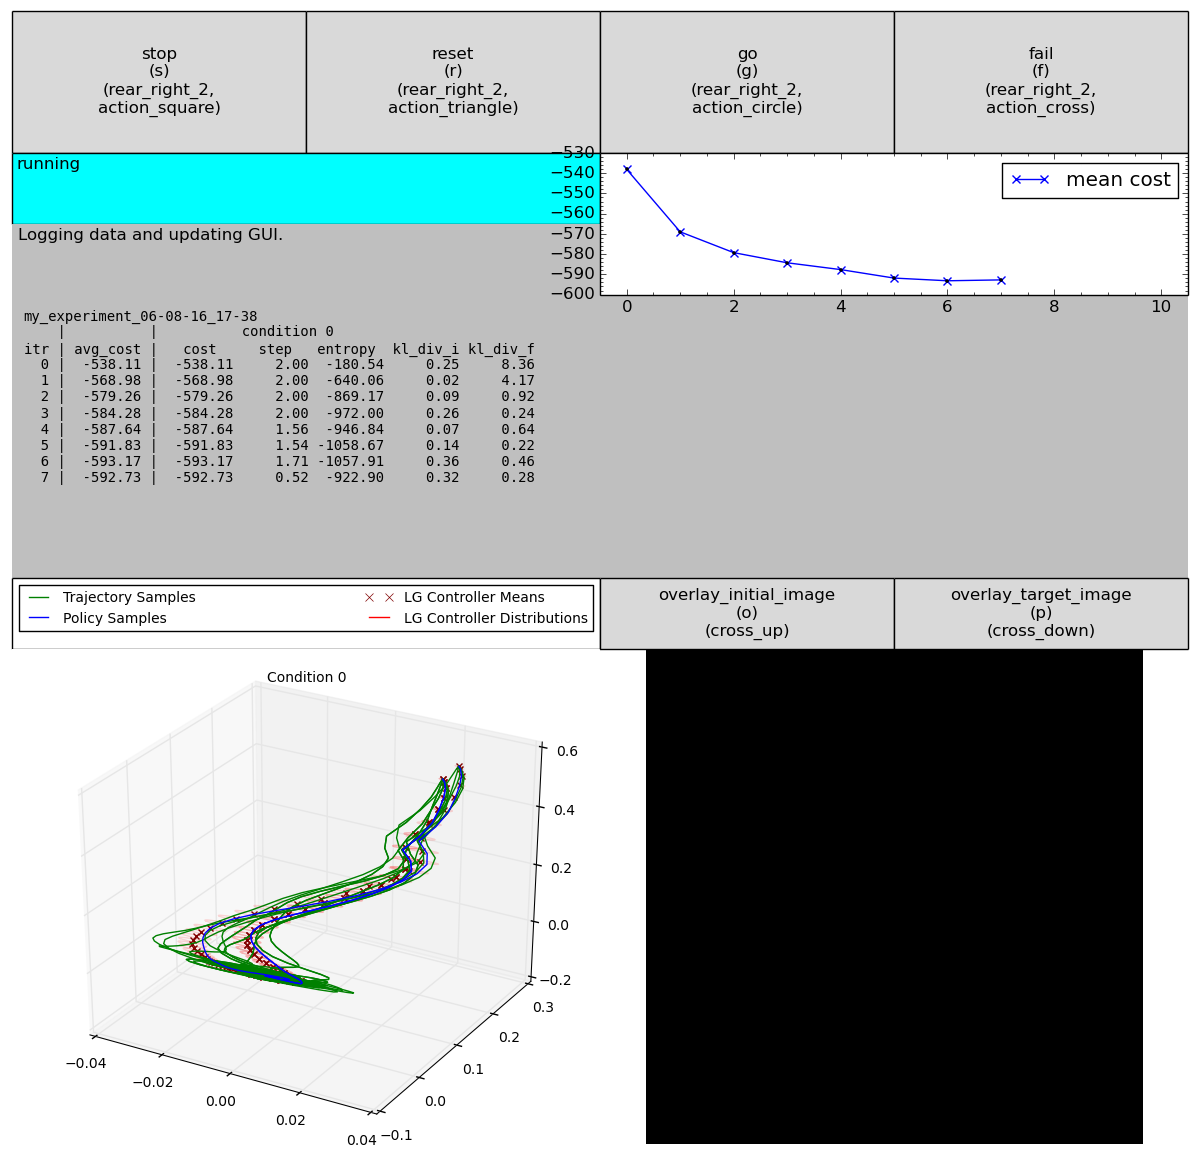 stop
(s)
(rear_right_2,
action_square)
reset
(r)
(rear_right_2,
action_triangle)
go
(g)
(rear_right_2,
action_circle)
fail
(f)
(rear_right_2,
action_cross)
running
Logging data and updating GUI.
−530
−540
−550
−560
−570
−580
−590
−600
0 2 4 6 8 10
mean cost
my_experiment_06-08-16_17-38
| | condition 0
itr | avg_cost | cost step entropy kl_div_i kl_div_f
0 | -538.11 | -538.11 2.00 -180.54 0.25 8.36
1 | -568.98 | -568.98 2.00 -640.06 0.02 4.17
2 | -579.26 | -579.26 2.00 -869.17 0.09 0.92
3 | -584.28 | -584.28 2.00 -972.00 0.26 0.24
4 | -587.64 | -587.64 1.56 -946.84 0.07 0.64
5 | -591.83 | -591.83 1.54 -1058.67 0.14 0.22
6 | -593.17 | -593.17 1.71 -1057.91 0.36 0.46
7 | -592.73 | -592.73 0.52 -922.90 0.32 0.28
Trajectory Samples
Policy Samples
LG Controller Means
LG Controller Distributions
overlay_initial_image
(o)
(cross_up)
overlay_target_image
(p)
(cross_down)
Condition 0
0.6
0.4
0.2
0.0
−0.2
0.3
0.2
0.1
0.0
−0.1
−0.04
−0.02
0.00
0.02
0.04